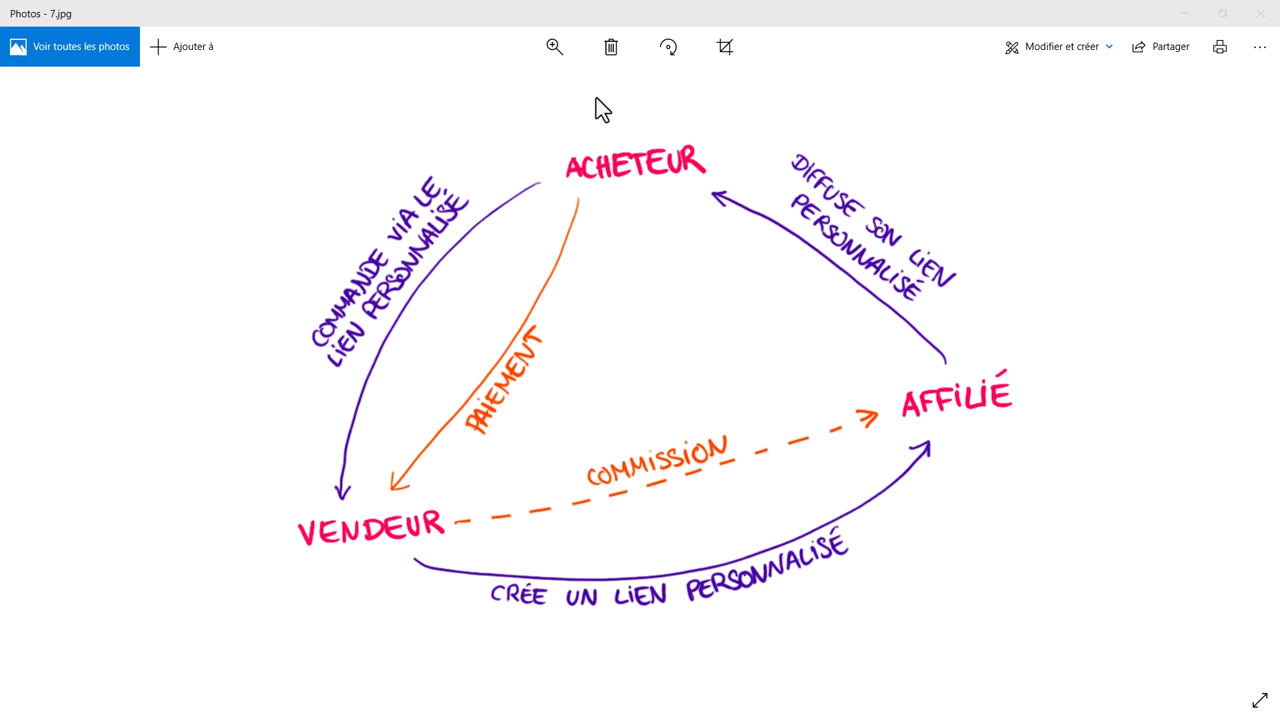 Photos - 7.jpg
Voir toutes les photos
Ajouter à
Modifier et créer
Partager
ACHETEUR
DIFFUSE SON LIEN
PERSONNALISÉ
COMMANDE VIA LE
LIEN PERSONNALISÉ
PAIEMENT
AFFILIÉ
COMMISSION
VENDEUR
CRÉE UN LIEN PERSONNALISÉ